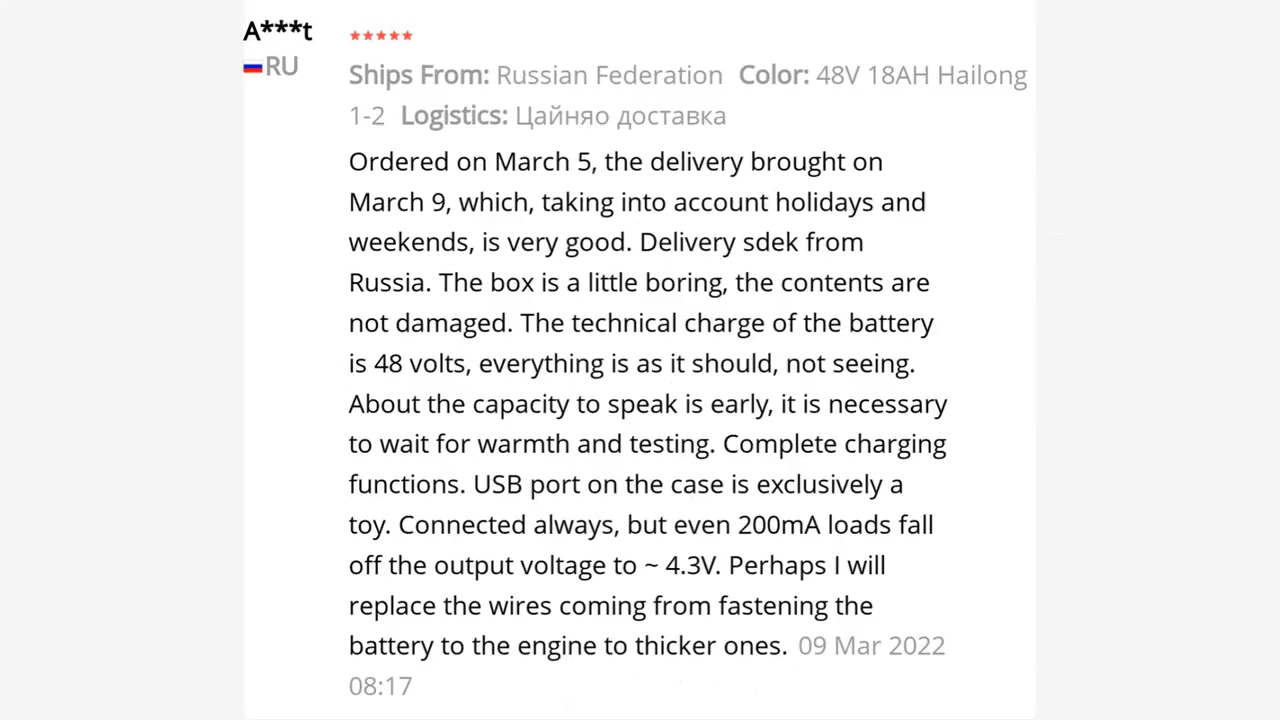 A***t
RU
Ships From: Russian Federation Color: 48V 18AH Hailong
1-2 Logistics: Цайняо доставка
Ordered on March 5, the delivery brought on
March 9, which, taking into account holidays and
weekends, is very good. Delivery sdek from
Russia. The box is a little boring, the contents are
not damaged. The technical charge of the battery
is 48 volts, everything is as it should, not seeing.
About the capacity to speak is early, it is necessary
to wait for warmth and testing. Complete charging
functions. USB port on the case is exclusively a
toy. Connected always, but even 200mA loads fall
off the output voltage to ~ 4.3V. Perhaps I will
replace the wires coming from fastening the
battery to the engine to thicker ones. 09 Mar 2022
08:17